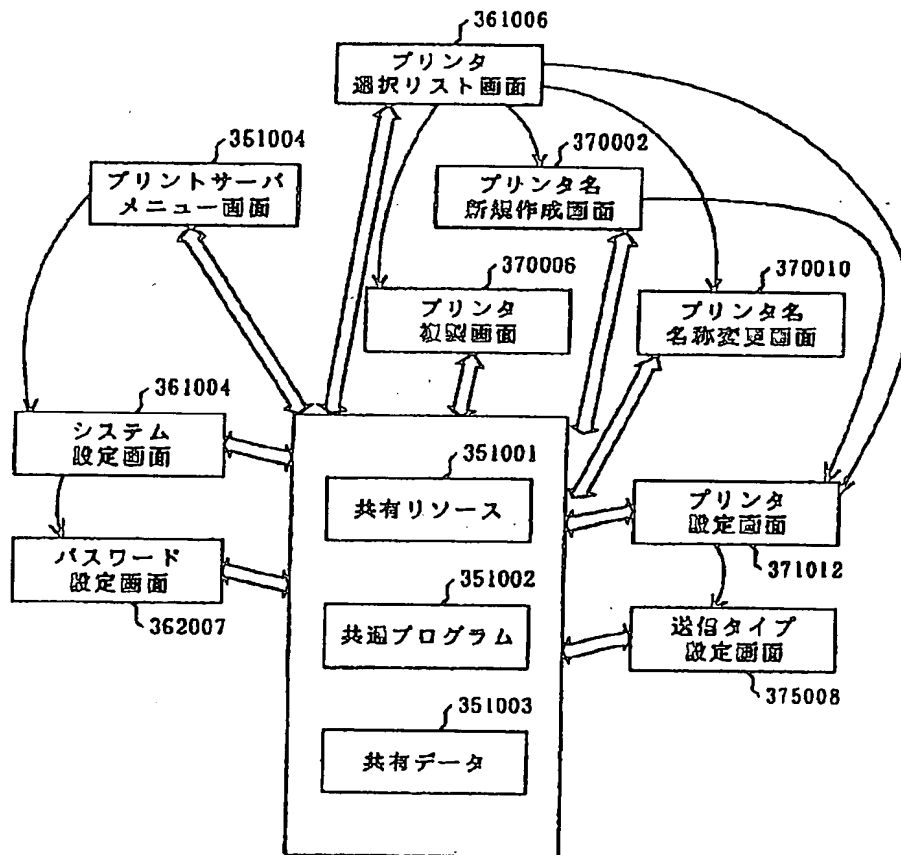 361006
プリンタ
選択リスト画面
351004
プリントサーバ
メニュー画面
370002
プリンタ名
新規作成画面
370006
プリンタ
複製画面
370010
プリンタ名
名称変更画面
361004
システム
設定画面
351001
共有リソース
プリンタ
設定画面
371012
パスワード
設定画面
362007
351002
共通プログラム
送信タイプ
設定画面
375008
351003
共有データ